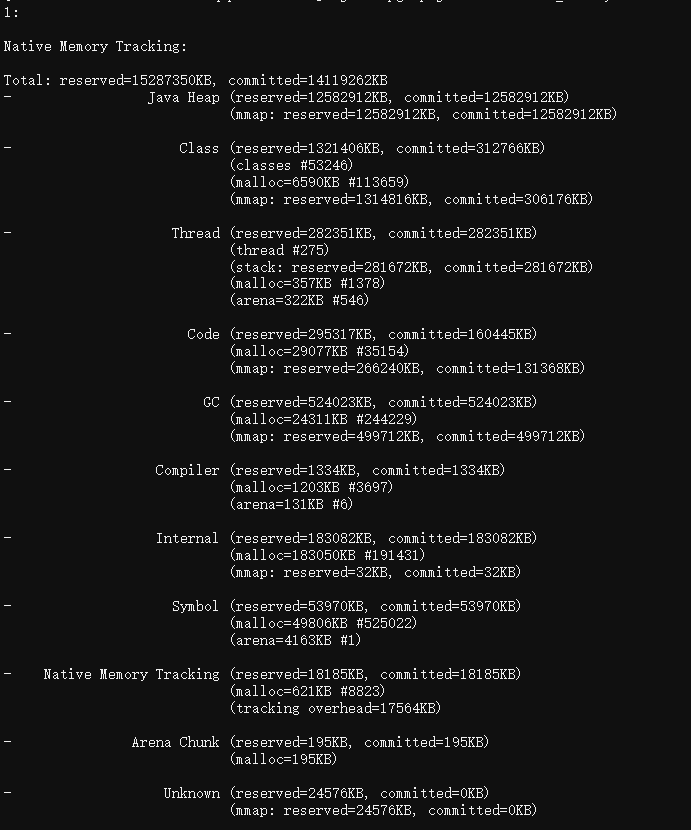 1:
Native Memory Tracking:
Total: reserved=15287350KB, committed=14119262KB
- Java Heap (reserved=12582912KB, committed=12582912KB)
(mmap: reserved=12582912KB, committed=12582912KB)
- Class (reserved=1321406KB, committed=312766KB)
(classes #53246)
(malloc=6590KB #113659)
(mmap: reserved=1314816KB, committed=306176KB)
- Thread (reserved=282351KB, committed=282351KB)
(thread #275)
(stack: reserved=281672KB, committed=281672KB)
(malloc=357KB #1378)
(arena=322KB #546)
- Code (reserved=295317KB, committed=160445KB)
(malloc=29077KB #35154)
(mmap: reserved=266240KB, committed=131368KB)
- GC (reserved=524023KB, committed=524023KB)
(malloc=24311KB #244229)
(mmap: reserved=499712KB, committed=499712KB)
- Compiler (reserved=1334KB, committed=1334KB)
(malloc=1203KB #3697)
(arena=131KB #6)
- Internal (reserved=183082KB, committed=183082KB)
(malloc=183050KB #191431)
(mmap: reserved=32KB, committed=32KB)
- Symbol (reserved=53970KB, committed=53970KB)
(malloc=49806KB #525022)
(arena=4163KB #1)
- Native Memory Tracking (reserved=18185KB, committed=18185KB)
(malloc=621KB #8823)
(tracking overhead=17564KB)
- Arena Chunk (reserved=195KB, committed=195KB)
(malloc=195KB)
- Unknown (reserved=24576KB, committed=0KB)
(mmap: reserved=24576KB, committed=0KB)